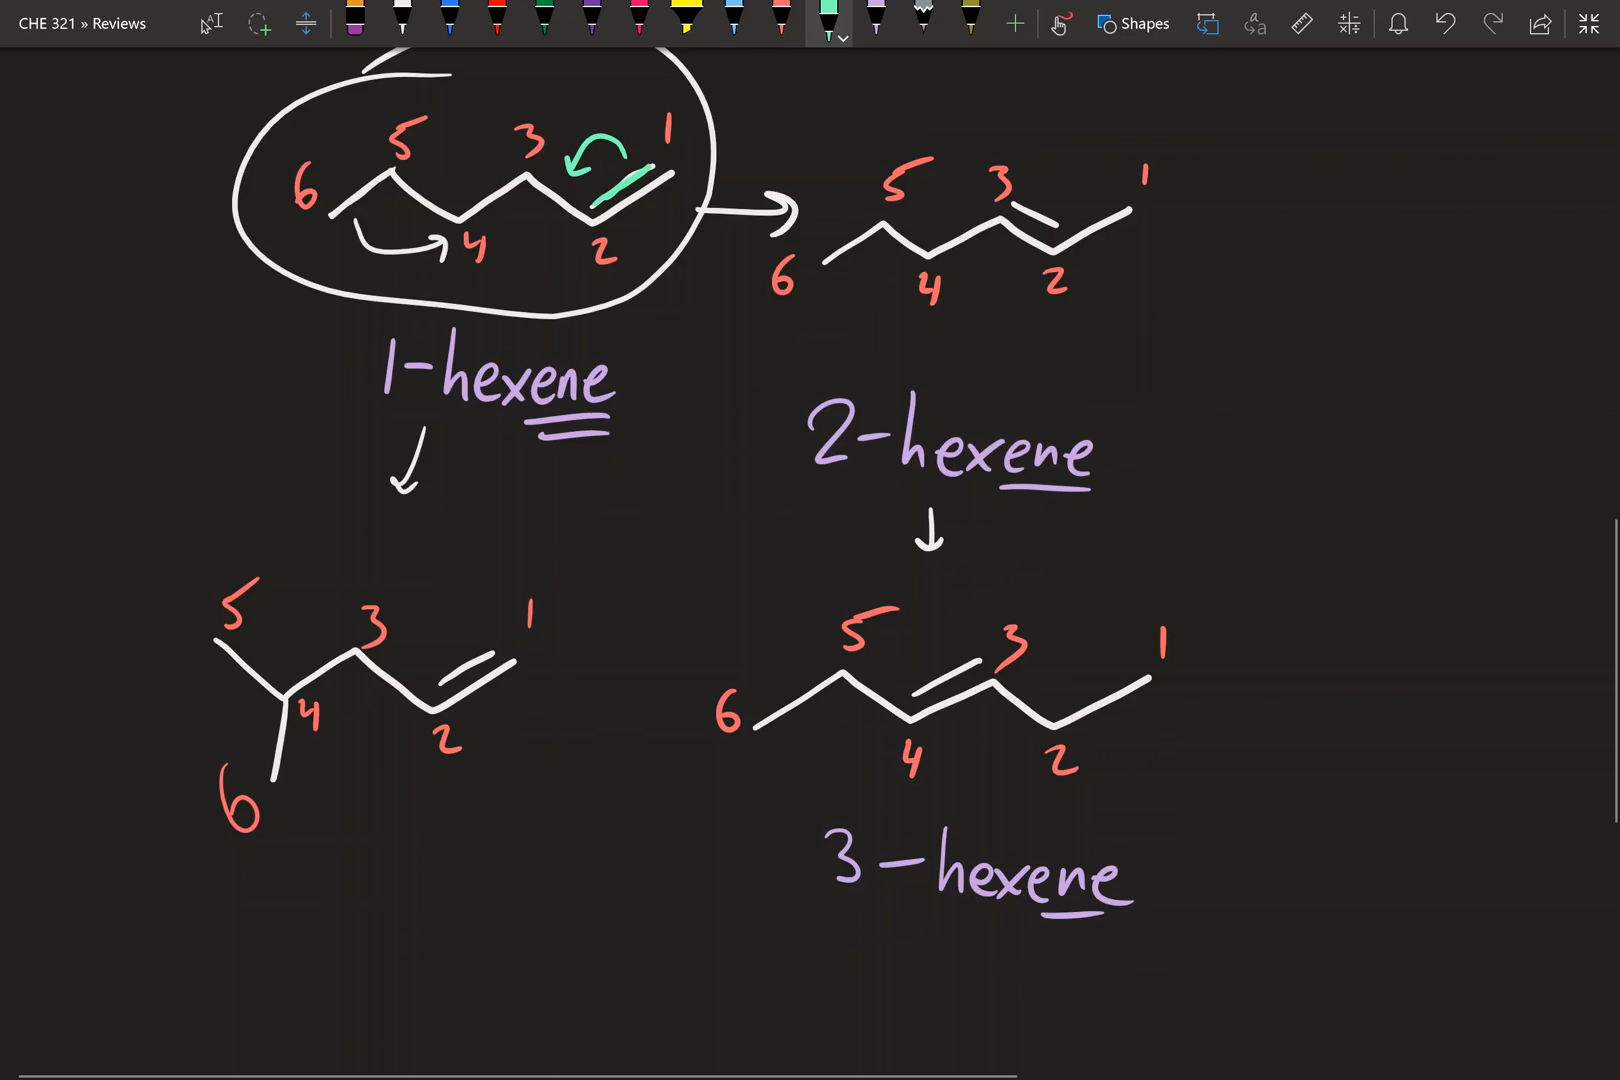 CHE 321 » Reviews
Shapes
5 3 1
6 4 2
5 3 1
6 4 2
1-hexene
2-hexene
5 3 1
4 2
6
5 3 1
6 4 2
3-hexene